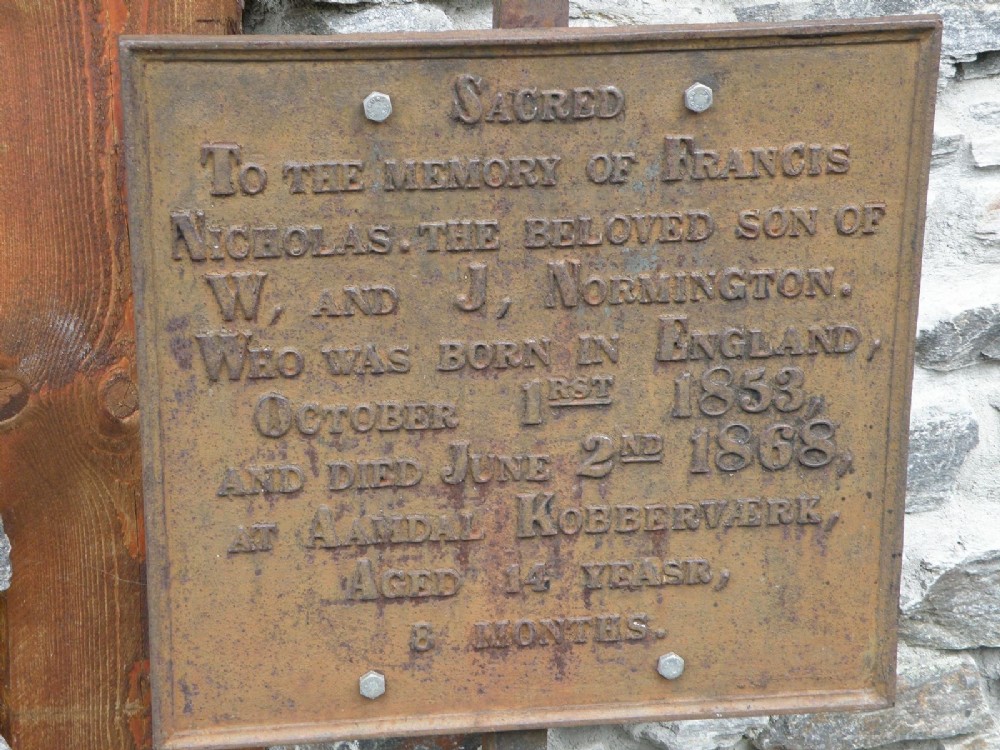 SACRED
TO THE MEMORY OF FRANCIS
NICHOLAS. THE BELOVED SON OF
W, AND J, NORMINGTON.
WHO WAS BORN IN ENGLAND,
OCTOBER 1RST 1853,
AND DIED JUNE 2ND 1868,
AT AAMDAL KOBBERVÆRK,
AGED 14 YEASR,
8 MONTHS.